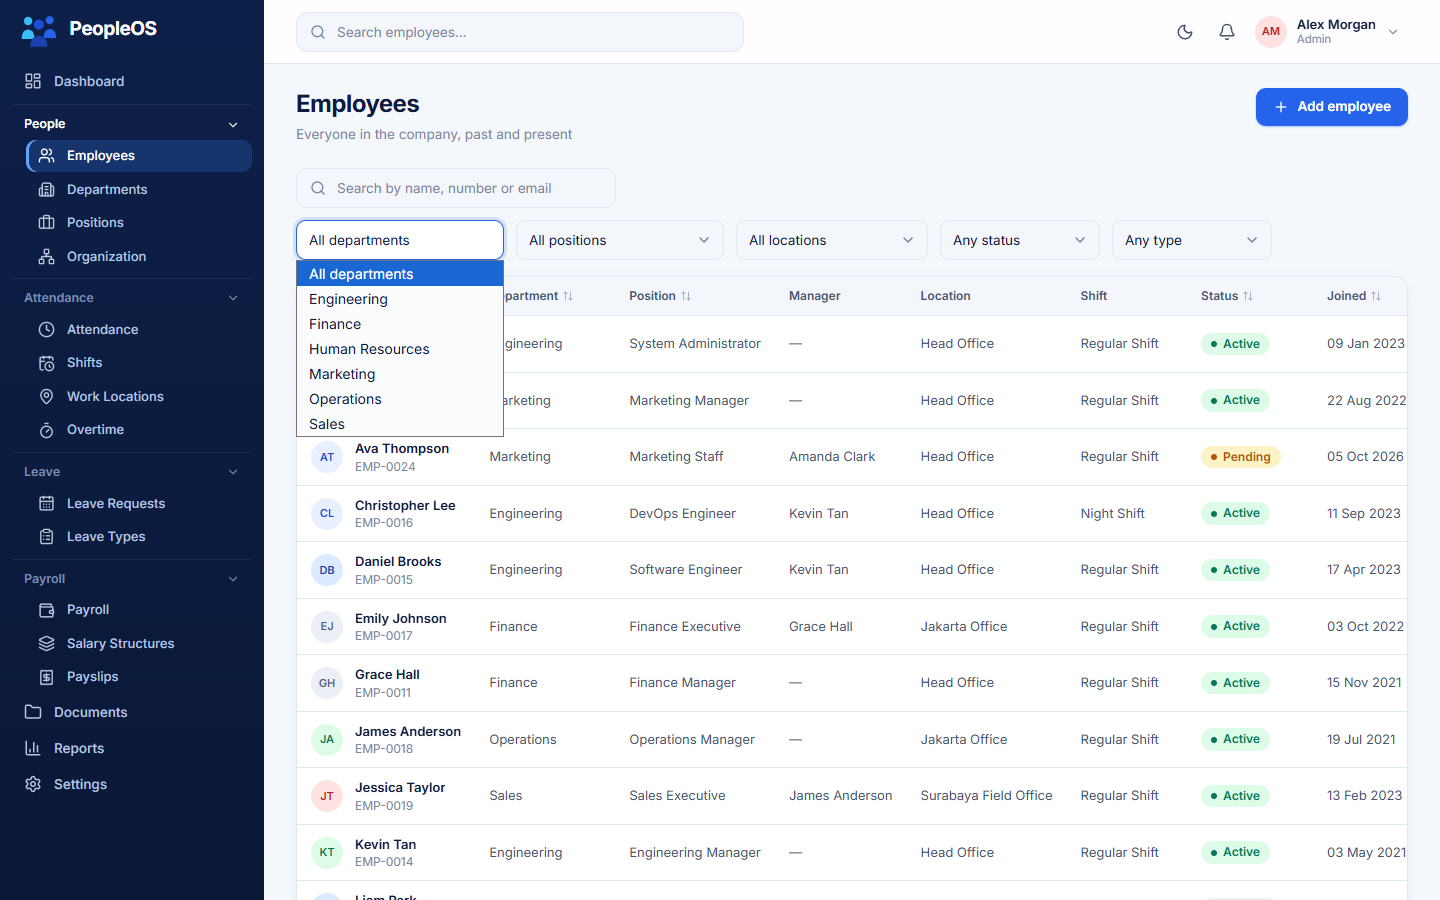 PeopleOS
Search employees...
AM
Alex Morgan
Admin
Dashboard
People
Employees
Departments
Positions
Organization
Attendance
Attendance
Shifts
Work Locations
Overtime
Leave
Leave Requests
Leave Types
Payroll
Payroll
Salary Structures
Payslips
Documents
Reports
Settings
Employees
Everyone in the company, past and present
Add employee
Search by name, number or email
All departments
All positions
All locations
Any status
Any type
All departments
Engineering
Finance
Human Resources
Marketing
Operations
Sales
partment Position Manager Location Shift Status Joined
gineering System Administrator — Head Office Regular Shift Active 09 Jan 2023
arketing Marketing Manager — Head Office Regular Shift Active 22 Aug 2022
AT Ava Thompson Marketing Marketing Staff Amanda Clark Head Office Regular Shift Pending 05 Oct 2026
EMP-0024
CL Christopher Lee Engineering DevOps Engineer Kevin Tan Head Office Night Shift Active 11 Sep 2023
EMP-0016
DB Daniel Brooks Engineering Software Engineer Kevin Tan Head Office Regular Shift Active 17 Apr 2023
EMP-0015
EJ Emily Johnson Finance Finance Executive Grace Hall Jakarta Office Regular Shift Active 03 Oct 2022
EMP-0017
GH Grace Hall Finance Finance Manager — Head Office Regular Shift Active 15 Nov 2021
EMP-0011
JA James Anderson Operations Operations Manager — Jakarta Office Regular Shift Active 19 Jul 2021
EMP-0018
JT Jessica Taylor Sales Sales Executive James Anderson Surabaya Field Office Regular Shift Active 13 Feb 2023
EMP-0019
KT Kevin Tan Engineering Engineering Manager — Head Office Regular Shift Active 03 May 2021
EMP-0014